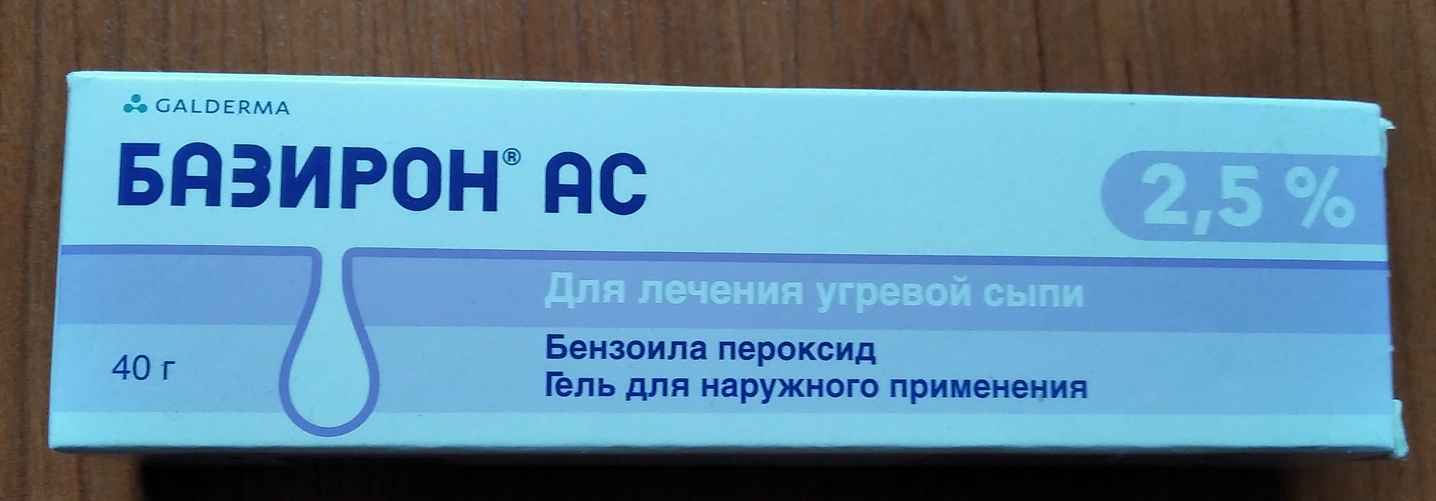 GALDERMA
БАЗИРОН® АС
2,5 %
Для лечения угревой сыпи
40 г
Бензоила пероксид
Гель для наружного применения